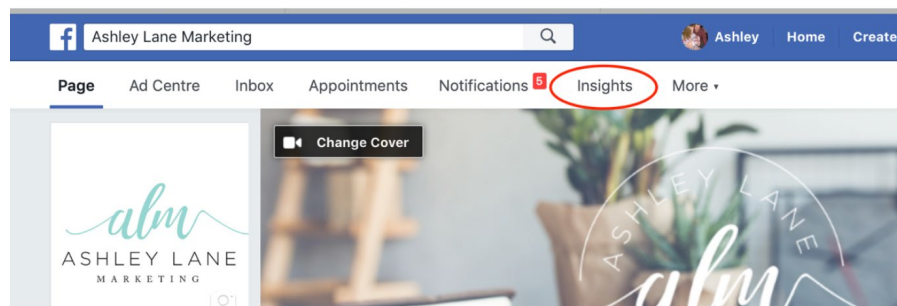 f Ashley Lane Marketing Ashley Home Create
Page Ad Centre Inbox Appointments Notifications 5 Insights More
Change Cover
alm
ASHLEY LANE
MARKETING
ASHLEY LANE
alm